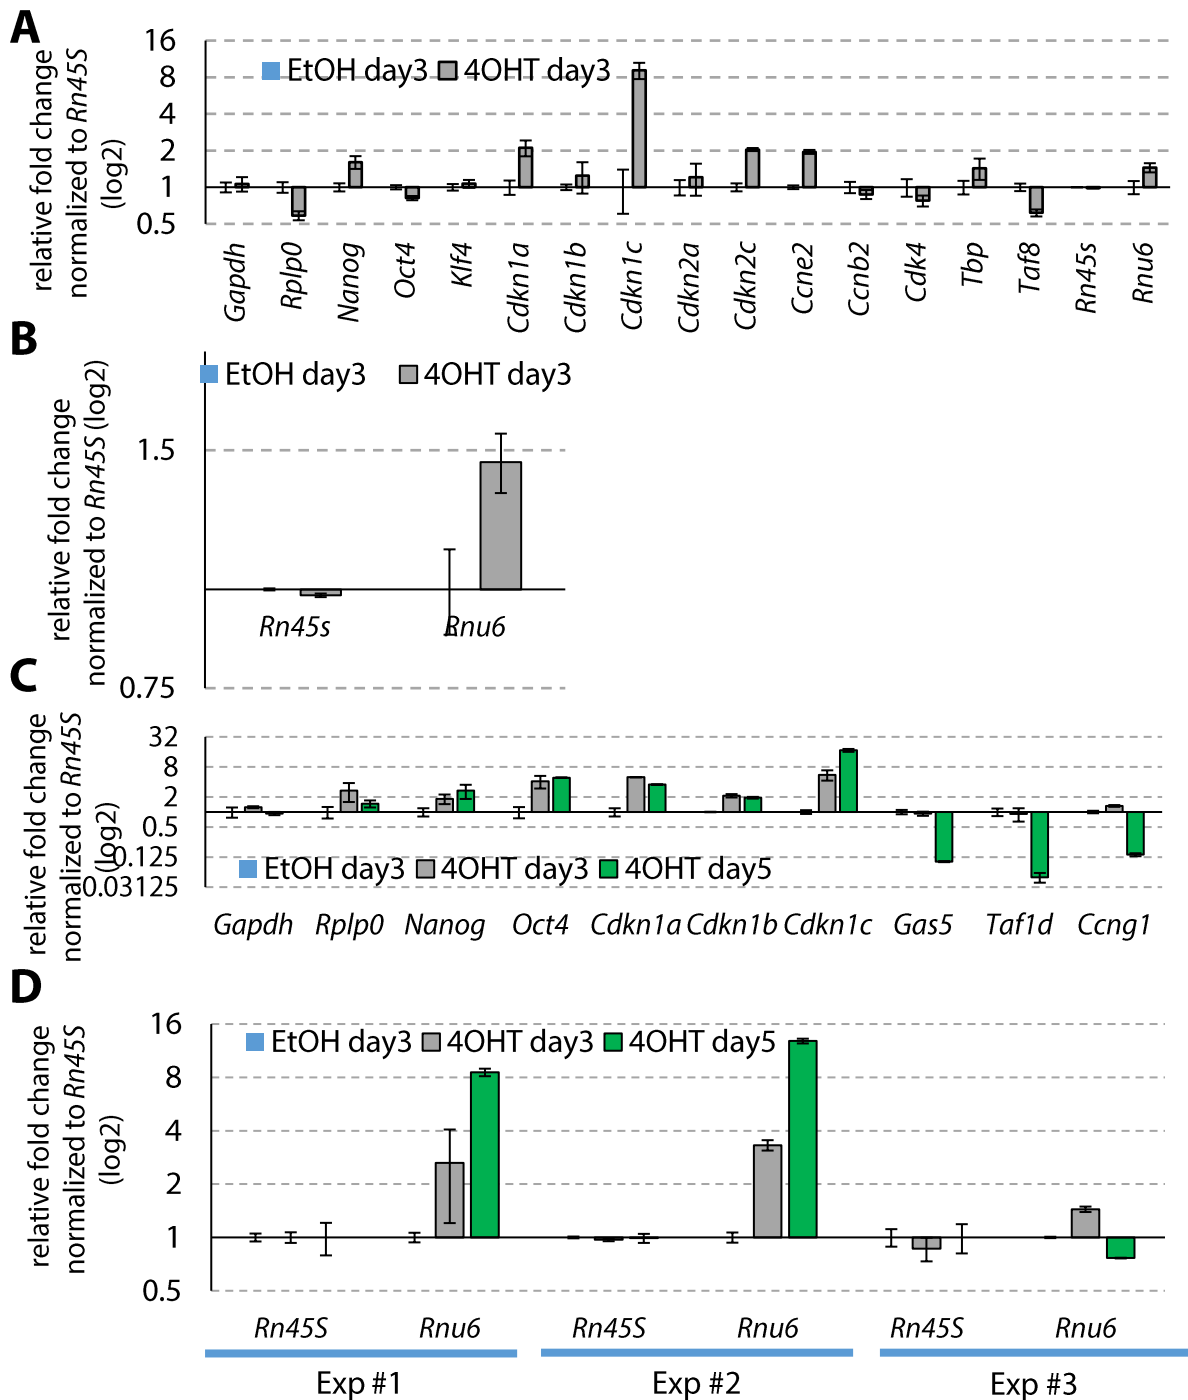 A
relative fold change
normalized to Rn45S
(log2)
16
8
4
2
1
0.5
EtOH day3
4OHT day3
Gapdh
Rplp0
Nanog
Oct4
Klf4
Cdkn1a
Cdkn1b
Cdkn1c
Cdkn2a
Cdkn2c
Ccne2
Ccnb2
Cdk4
Tbp
Taf8
Rn45s
Rnu6
B
relative fold change
normalized to Rn45S (log2)
EtOH day3
4OHT day3
1.5
0.75
Rn45s
Rnu6
C
relative fold change
normalized to Rn45S
(log2)
32
8
2
0.5
0.125
0.03125
EtOH day3
4OHT day3
4OHT day5
Gapdh
Rplp0
Nanog
Oct4
Cdkn1a
Cdkn1b
Cdkn1c
Gas5
Taf1d
Ccng1
D
relative fold change
normalized to Rn45S
(log2)
16
8
4
2
1
0.5
EtOH day3
4OHT day3
4OHT day5
Rn45S
Rnu6
Rn45S
Rnu6
Rn45S
Rnu6
Exp #1
Exp #2
Exp #3